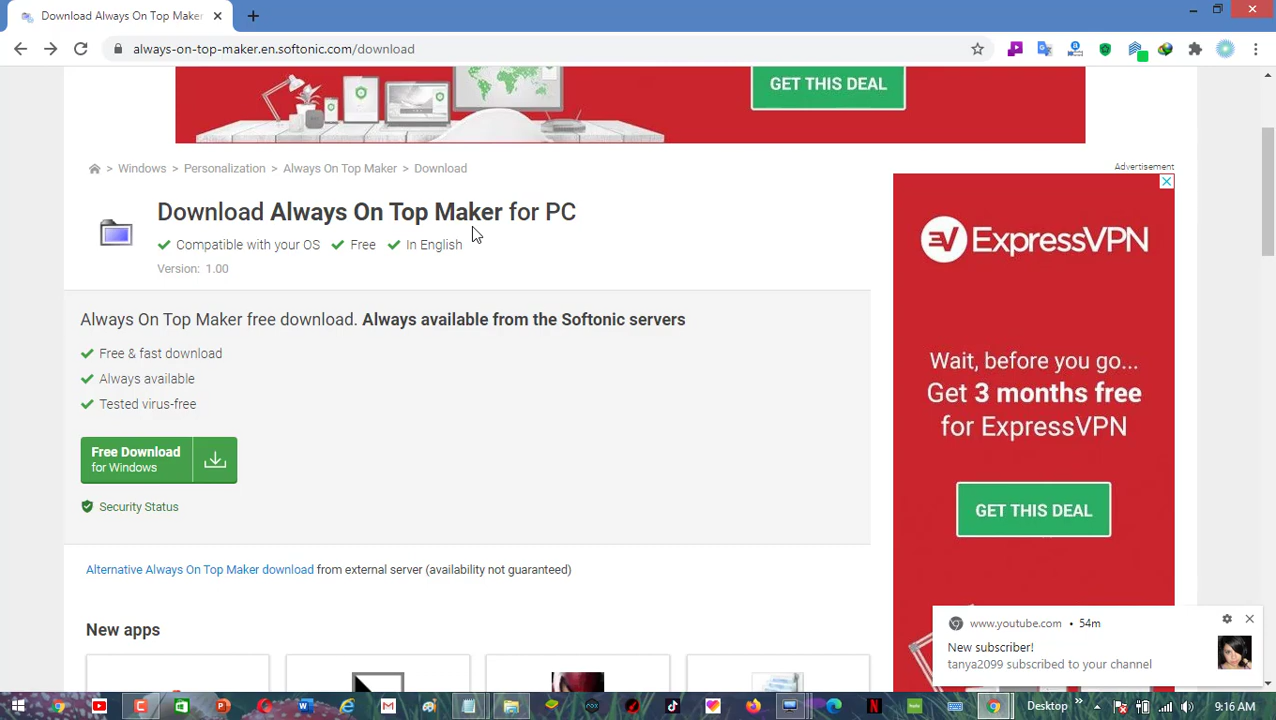 Download Always On Top Maker
always-on-top-maker.en.softonic.com/download
GET THIS DEAL
Windows > Personalization > Always On Top Maker > Download
Advertisement
Download Always On Top Maker for PC
Compatible with your OS Free In English
Version: 1.00
Always On Top Maker free download. Always available from the Softonic servers
Free & fast download
Always available
Tested virus-free
Free Download
for Windows
Security Status
Alternative Always On Top Maker download from external server (availability not guaranteed)
New apps
EV ExpressVPN
Wait, before you go...
Get 3 months free
for ExpressVPN
GET THIS DEAL
www.youtube.com • 54m
New subscriber!
tanya2099 subscribed to your channel
Desktop
9:16 AM